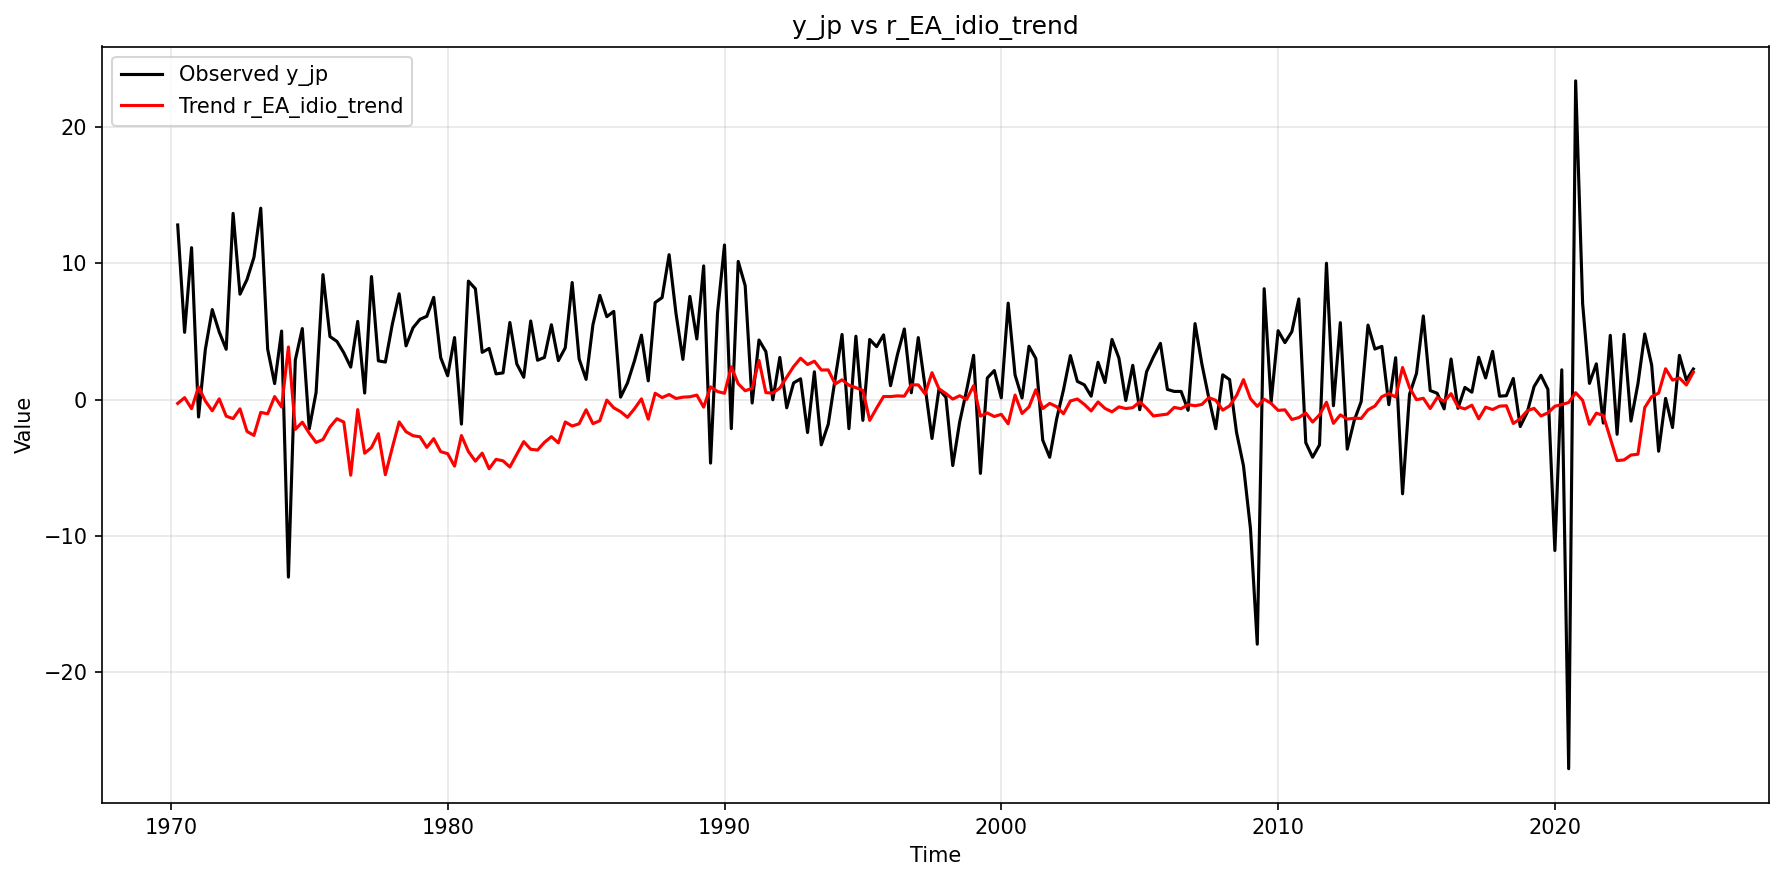 y_jp vs r_EA_idio_trend
Observed y_jp
Trend r_EA_idio_trend
20
10
0
−10
−20
Value
1970
1980
1990
2000
2010
2020
Time